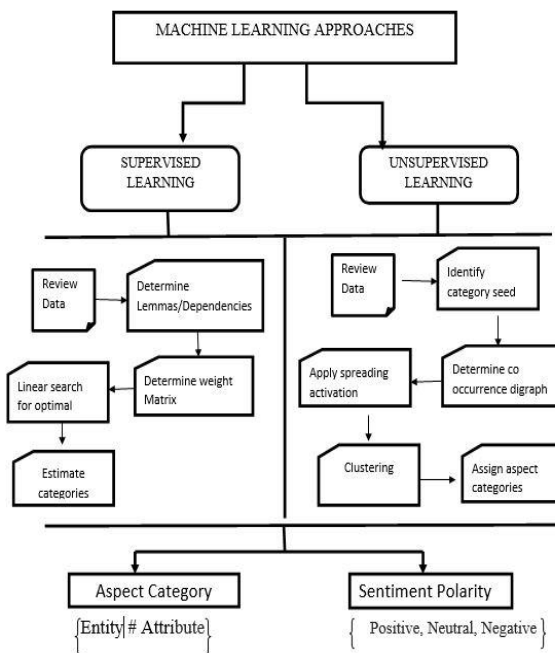 MACHINE LEARNING APPROACHES
SUPERVISED
LEARNING
UNSUPERVISED
LEARNING
Review
Data
Determine
Lemmas/Dependencies
Linear search
for optimal
Determine weight
Matrix
Estimate
categories
Review
Data
Identify
category seed
Apply spreading
activation
Determine co
occurrence digraph
Clustering
Assign aspect
categories
Aspect Category
{Entity # Attribute}
Sentiment Polarity
{ Positive, Neutral, Negative }